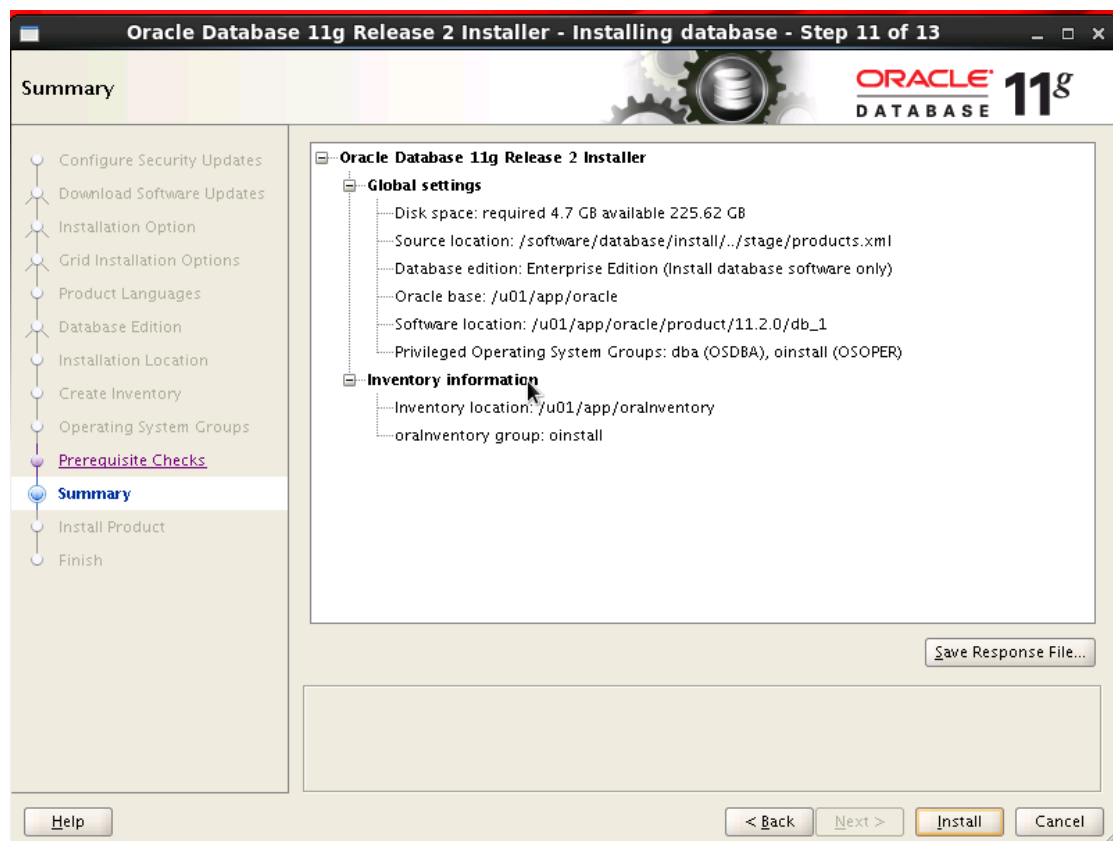 Oracle Database 11g Release 2 Installer - Installing database - Step 11 of 13
Summary
ORACLE 11g
DATABASE
Configure Security Updates
Download Software Updates
Installation Option
Grid Installation Options
Product Languages
Database Edition
Installation Location
Create Inventory
Operating System Groups
Prerequisite Checks
Summary
Install Product
Finish
Oracle Database 11g Release 2 Installer
Global settings
Disk space: required 4.7 GB available 225.62 GB
Source location: /software/database/install/../stage/products.xml
Database edition: Enterprise Edition (Install database software only)
Oracle base: /u01/app/oracle
Software location: /u01/app/oracle/product/11.2.0/db_1
Privileged Operating System Groups: dba (OSDBA), oinstall (OSOPER)
Inventory information
Inventory location: /u01/app/oraInventory
oraInventory group: oinstall
Save Response File...
Help
< Back
Next >
Install
Cancel